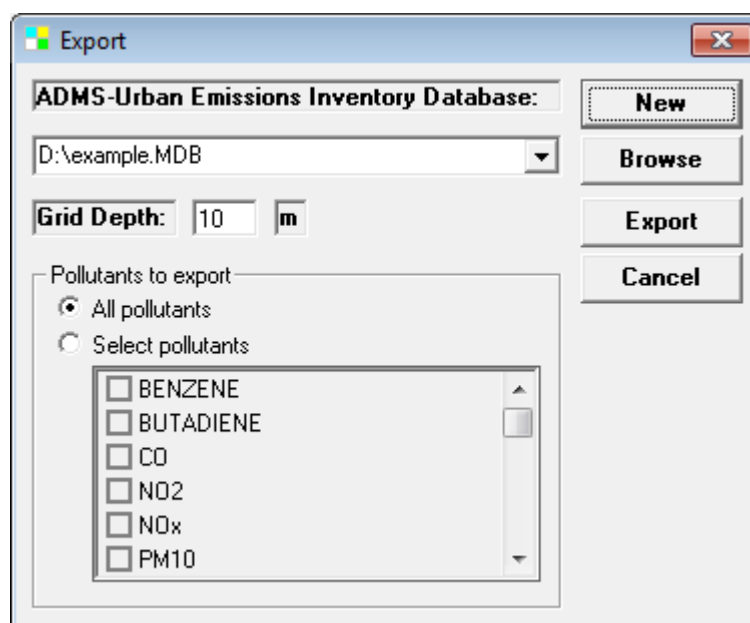 Export
ADMS-Urban Emissions Inventory Database:
New
D:\example.MDB
Browse
Grid Depth: 10 m
Export
Cancel
Pollutants to export
All pollutants
Select pollutants
BENZENE
BUTADIENE
CO
NO2
NOx
PM10